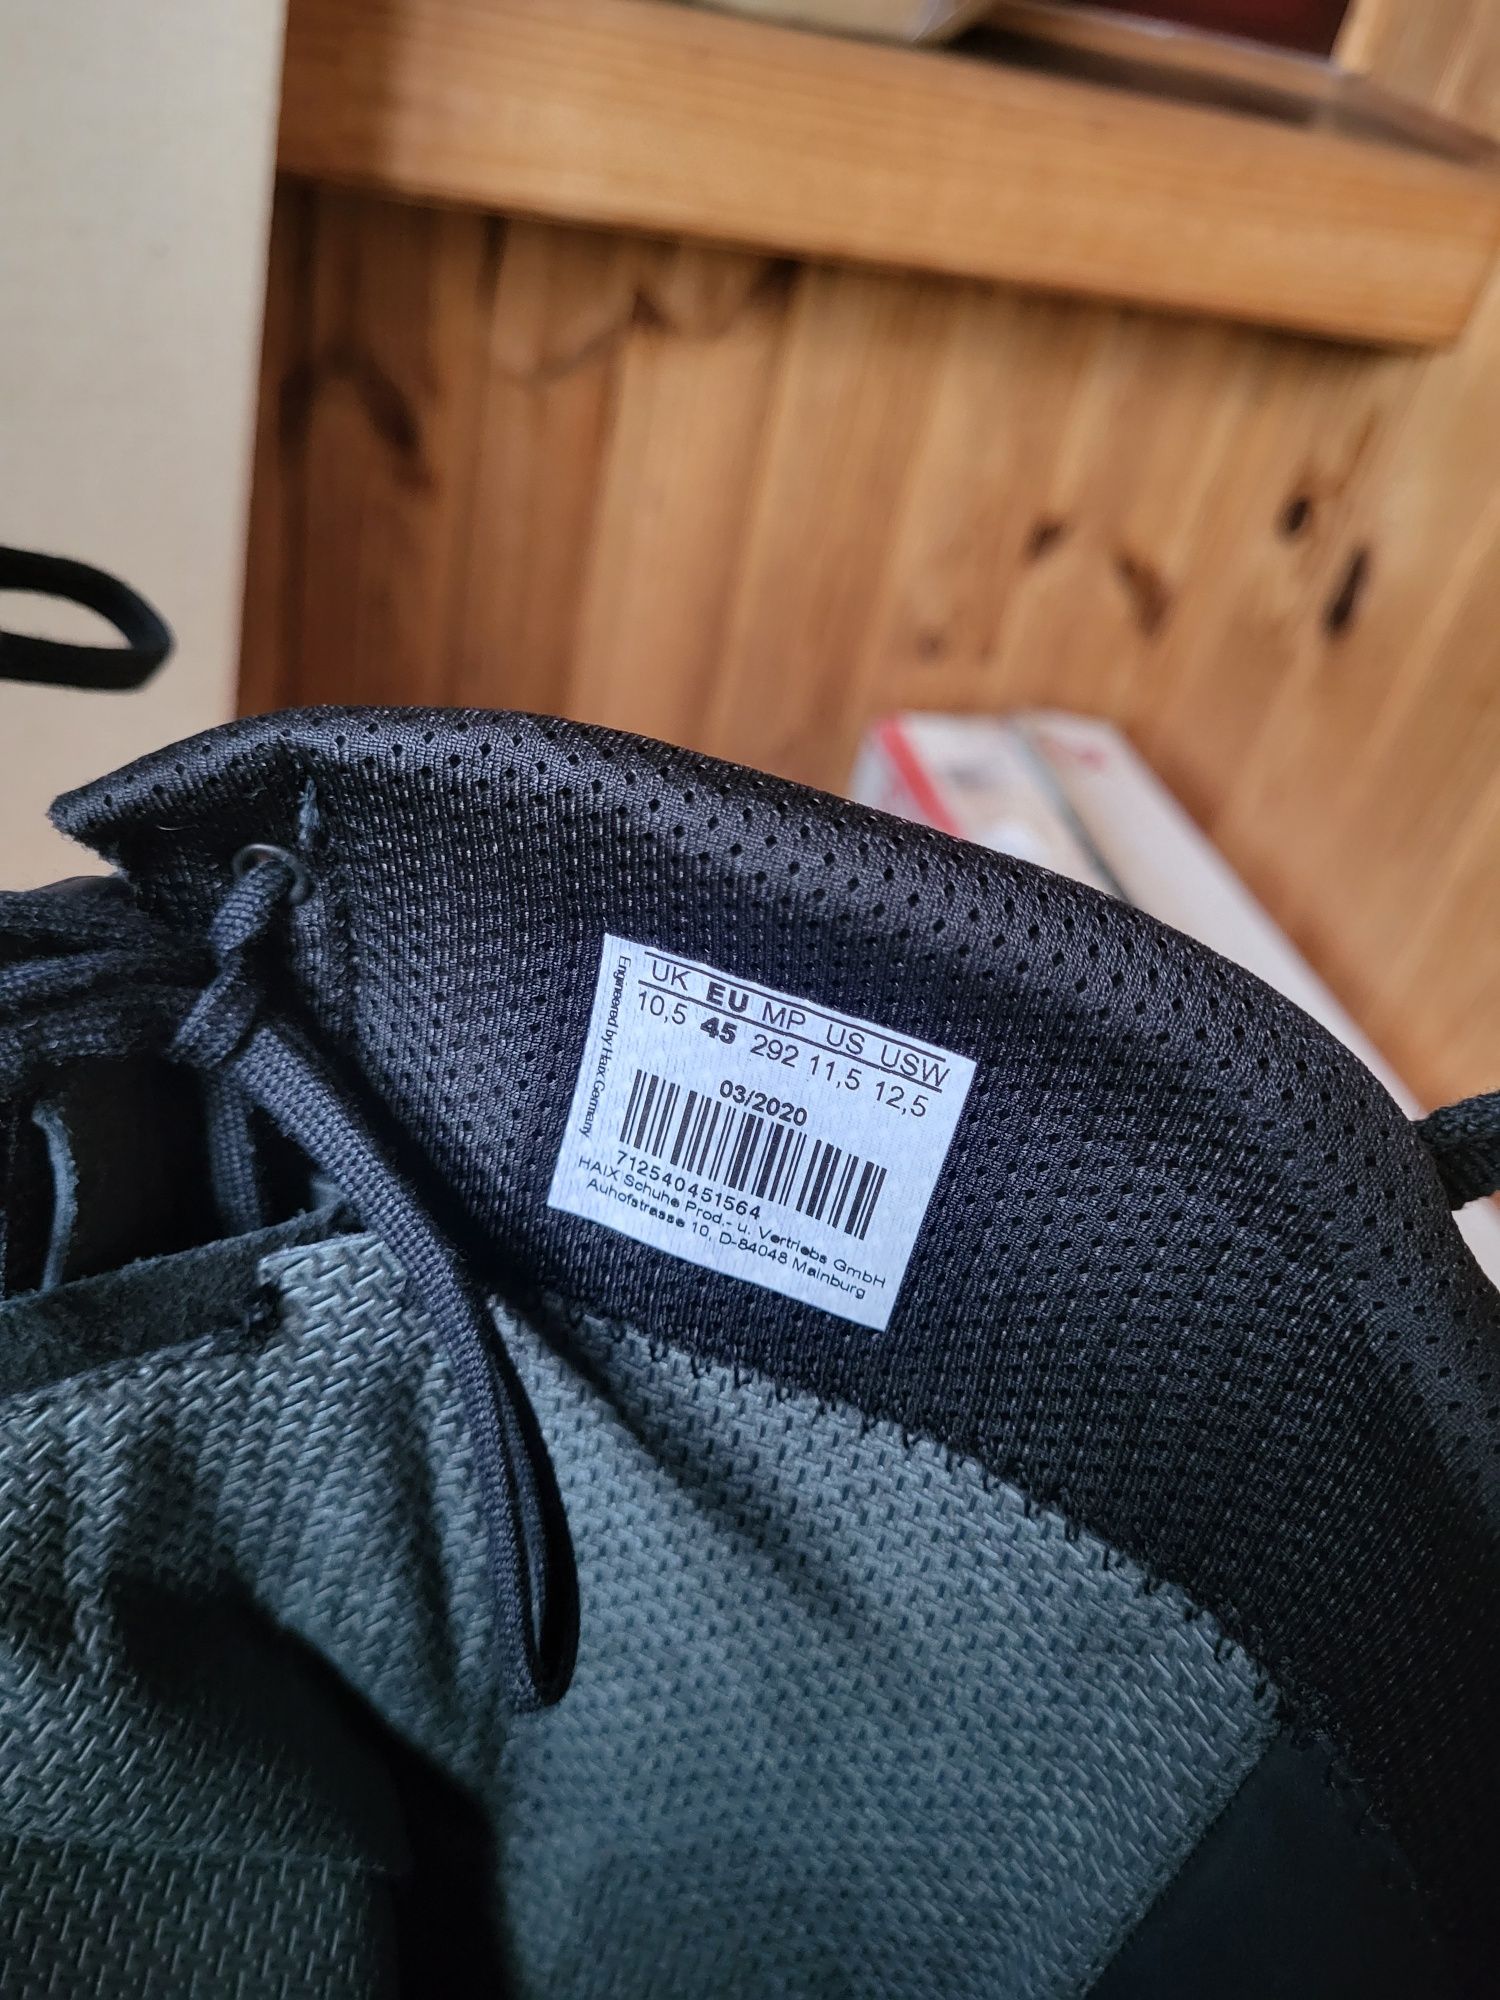 UK EU MP US USW
10,5 45 292 11,5 12,5
03/2020
712540451564
HAIX Schuhe Prod.- u. Vertriebs GmbH
Auhofstrasse 10, D-84048 Mainburg
Engineered by Haix Germany